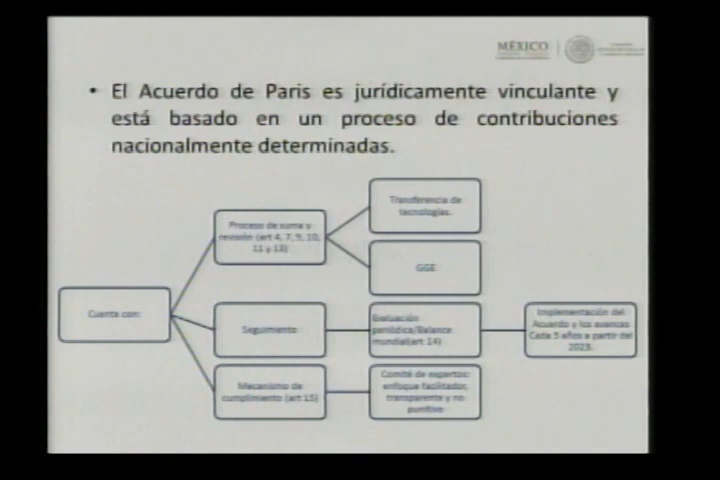 MÉXICO
• El Acuerdo de Paris es jurídicamente vinculante y
está basado en un proceso de contribuciones
nacionalmente determinadas.
Transferencia de
tecnologías.
Proceso de suma y
revisión (art 4, 7, 9, 10,
11 y 13)
GGE
Cuenta con:
Seguimiento
Evaluación
periódica/Balance
mundial(art 14)
Implementación del
Acuerdo y los avances.
Cada 5 años a partir del
2023.
Mecanismo de
cumplimiento (art 15)
Comité de expertos:
enfoque facilitador,
transparente y no
punitivo